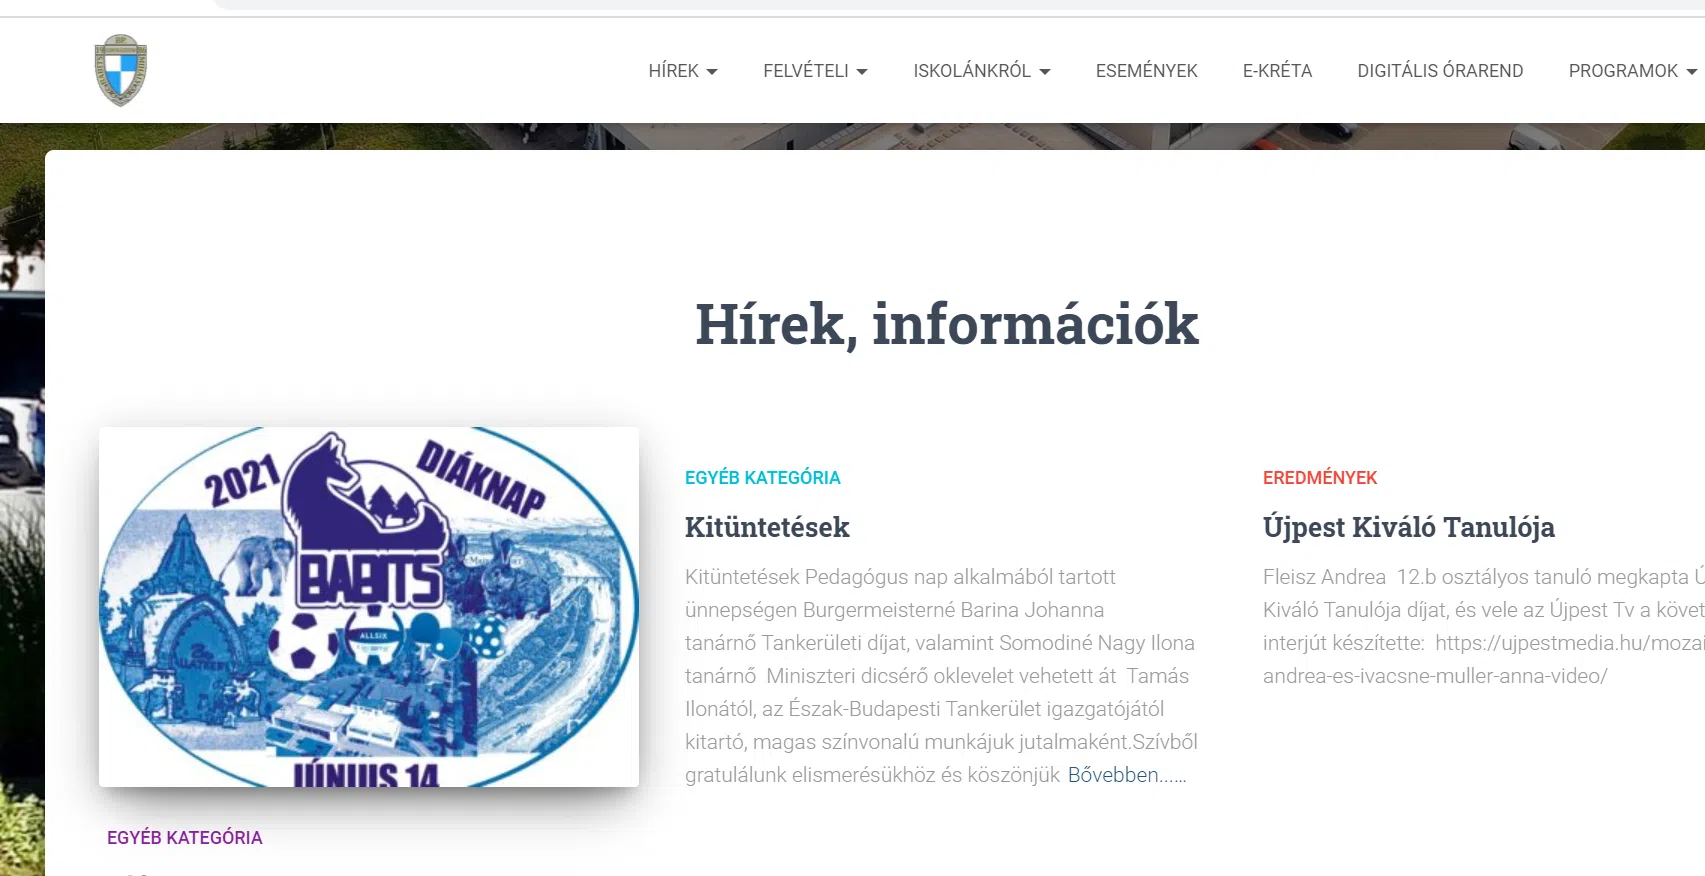 HÍREK
FELVÉTELI
ISKOLÁNKRÓL
ESEMÉNYEK
E-KRÉTA
DIGITÁLIS ÓRAREND
PROGRAMOK
Hírek, információk
2021
DIÁKNAP
BABITS
ALLSIX
JÚNIUS 14
EGYÉB KATEGÓRIA
EGYÉB KATEGÓRIA
Kitüntetések
Kitüntetések Pedagógus nap alkalmából tartott
ünnepségen Burgermeisterné Barina Johanna
tanárnő Tankerületi díjat, valamint Somodiné Nagy Ilona
tanárnő  Miniszteri dicsérő oklevelet vehetett át  Tamás
Ilonától, az Észak-Budapesti Tankerület igazgatójától
kitartó, magas színvonalú munkájuk jutalmaként.Szívből
gratulálunk elismerésükhöz és köszönjük Bővebben...…
EREDMÉNYEK
Újpest Kiváló Tanulója
Fleisz Andrea  12.b osztályos tanuló megkapta Ú
Kiváló Tanulója díjat, és vele az Újpest Tv a követ
interjút készítette:  https://ujpestmedia.hu/mozai
andrea-es-ivacsne-muller-anna-video/